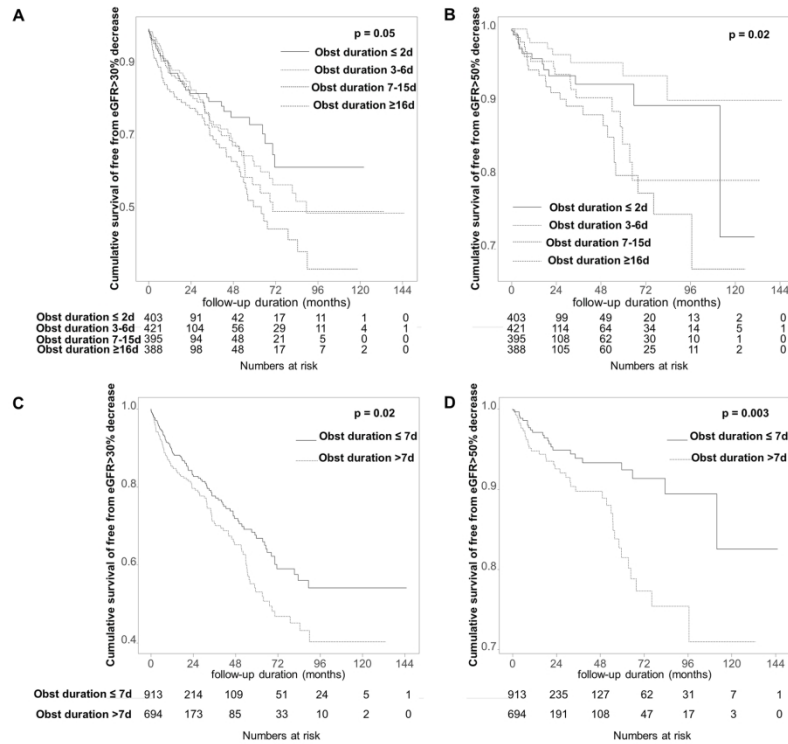 A
p = 0.05
Obst duration ≤ 2d
Obst duration 3-6d
Obst duration 7-15d
Obst duration ≥16d
Cumulative survival of free from eGFR>30% decrease
0.9
0.7
0.5
0 24 48 72 96 120 144
follow-up duration (months)
Obst duration ≤ 2d 403 91 42 17 11 1 0
Obst duration 3-6d 421 104 56 29 11 4 1
Obst duration 7-15d 395 94 48 21 5 0 0
Obst duration ≥16d 388 98 48 17 7 2 0
Numbers at risk
B
p = 0.02
Cumulative survival of free from eGFR>50% decrease
1.0
0.9
0.8
0.7
Obst duration ≤ 2d
Obst duration 3-6d
Obst duration 7-15d
Obst duration ≥16d
0 24 48 72 96 120 144
follow-up duration (months)
403 99 49 20 13 2 0
421 114 64 34 14 5 1
395 108 62 30 10 1 0
388 105 60 25 11 2 0
Numbers at risk
C
p = 0.02
Obst duration ≤ 7d
Obst duration >7d
Cumulative survival of free from eGFR>30% decrease
1.0
0.8
0.6
0.4
0 24 48 72 96 120 144
follow-up duration (months)
Obst duration ≤ 7d 913 214 109 51 24 5 1
Obst duration >7d 694 173 85 33 10 2 0
Numbers at risk
D
p = 0.003
Obst duration ≤ 7d
Obst duration >7d
Cumulative survival of free from eGFR>50% decrease
1.0
0.9
0.8
0.7
0 24 48 72 96 120 144
follow-up duration (months)
913 235 127 62 31 7 1
694 191 108 47 17 3 0
Numbers at risk